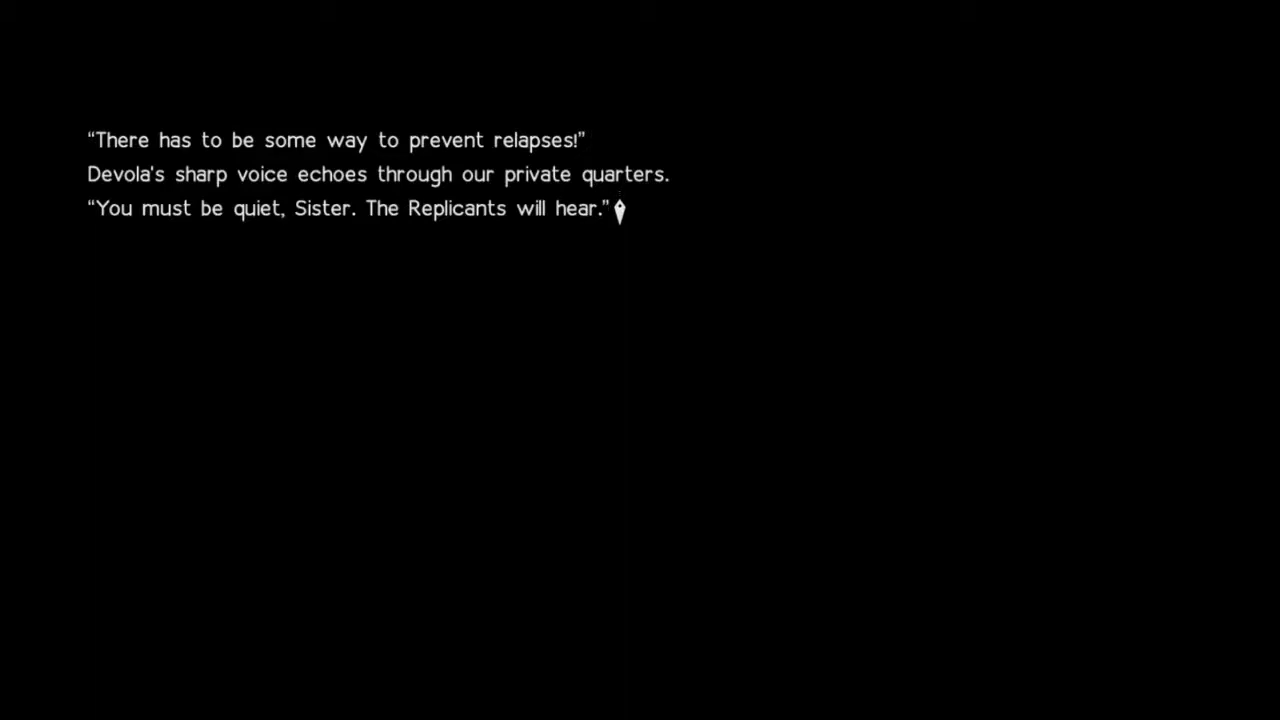 “There has to be some way to prevent relapses!”
Devola's sharp voice echoes through our private quarters.
“You must be quiet, Sister. The Replicants will hear.”